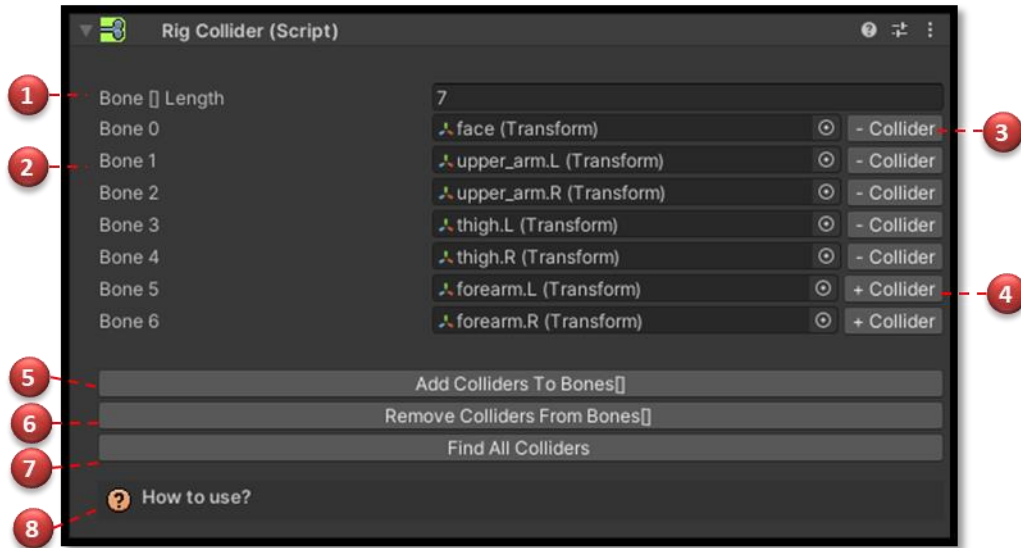 Rig Collider (Script)
1 Bone [] Length 7
Bone 0 face (Transform) - Collider 3
2 Bone 1 upper_arm.L (Transform) - Collider
Bone 2 upper_arm.R (Transform) - Collider
Bone 3 thigh.L (Transform) - Collider
Bone 4 thigh.R (Transform) - Collider
Bone 5 forearm.L (Transform) + Collider 4
Bone 6 forearm.R (Transform) + Collider
5 Add Colliders To Bones[]
6 Remove Colliders From Bones[]
7 Find All Colliders
8 ? How to use?